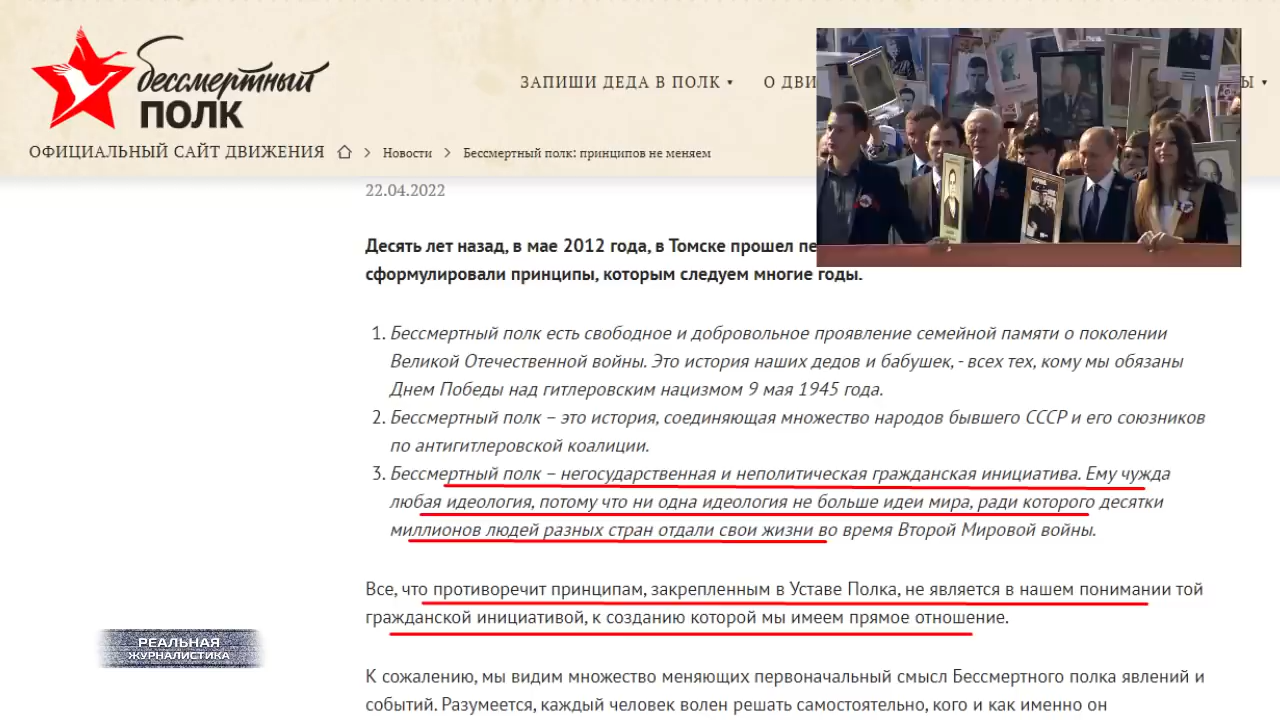 бессмертный
ПОЛК
ЗАПИШИ ДЕДА В ПОЛК ▾
О ДВИ
Ы ▾
ОФИЦИАЛЬНЫЙ САЙТ ДВИЖЕНИЯ > Новости > Бессмертный полк: принципов не меняем
22.04.2022
Десять лет назад, в мае 2012 года, в Томске прошел пе
сформулировали принципы, которым следуем многие годы.
1. Бессмертный полк есть свободное и добровольное проявление семейной памяти о поколении
Великой Отечественной войны. Это история наших дедов и бабушек, - всех тех, кому мы обязаны
Днем Победы над гитлеровским нацизмом 9 мая 1945 года.
2. Бессмертный полк – это история, соединяющая множество народов бывшего СССР и его союзников
по антигитлеровской коалиции.
3. Бессмертный полк – негосударственная и неполитическая гражданская инициатива. Ему чужда
любая идеология, потому что ни одна идеология не больше идеи мира, ради которого десятки
миллионов людей разных стран отдали свои жизни во время Второй Мировой войны.
Все, что противоречит принципам, закрепленным в Уставе Полка, не является в нашем понимании той
гражданской инициативой, к созданию которой мы имеем прямое отношение.
РЕАЛЬНАЯ
ЖУРНАЛИСТИКА
К сожалению, мы видим множество меняющих первоначальный смысл Бессмертного полка явлений и
событий. Разумеется, каждый человек волен решать самостоятельно, кого и как именно он